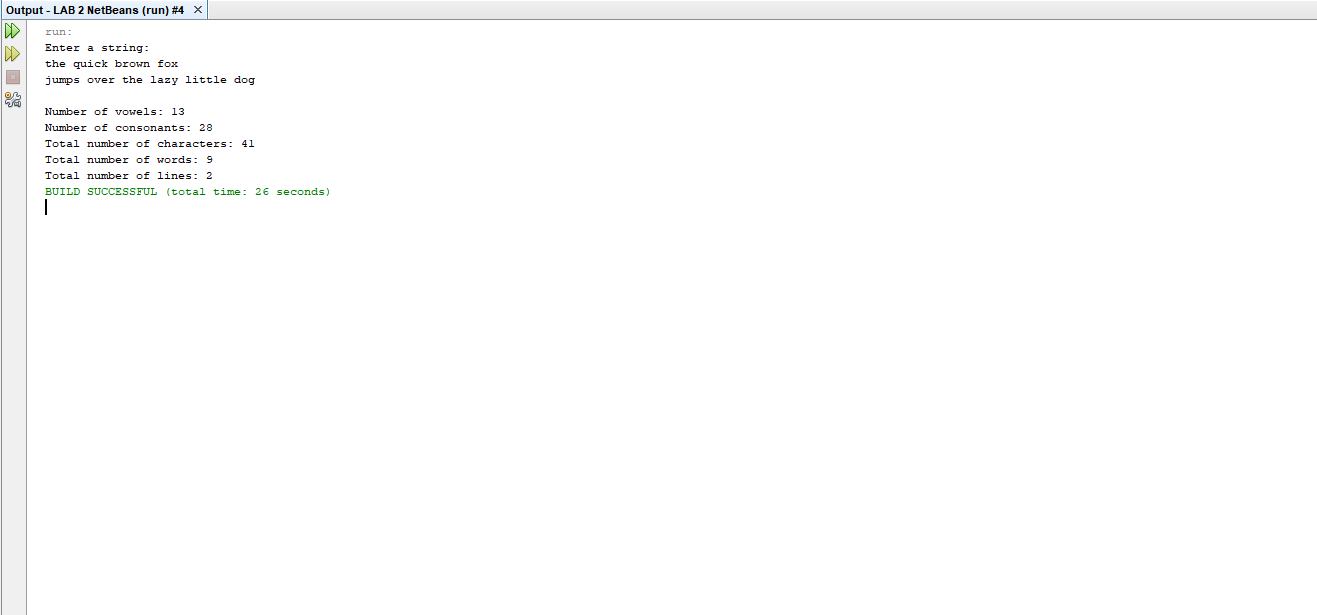 Output - LAB 2 NetBeans (run) #4
run:
Enter a string:
the quick brown fox
jumps over the lazy little dog
Number of vowels: 13
Number of consonants: 28
Total number of characters: 41
Total number of words: 9
Total number of lines: 2
BUILD SUCCESSFUL (total time: 26 seconds)